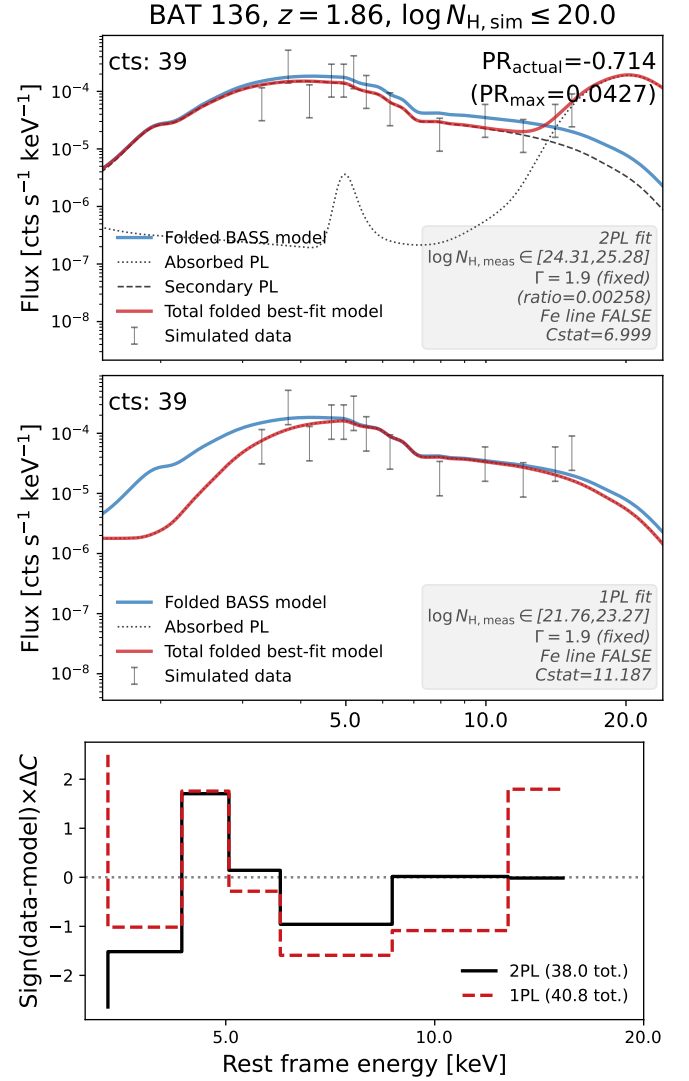 BAT 136, z = 1.86, log N_H, sim ≤ 20.0
cts: 39
PR_actual=-0.714
(PR_max=0.0427)
10⁻⁴
10⁻⁵
10⁻⁶
10⁻⁷
10⁻⁸
Flux [cts s⁻¹ keV⁻¹]
Folded BASS model
Absorbed PL
Secondary PL
Total folded best-fit model
Simulated data
2PL fit
log N_H, meas ∈ [24.31,25.28]
Γ = 1.9 (fixed)
(ratio=0.00258)
Fe line FALSE
Cstat=6.999
cts: 39
10⁻⁴
10⁻⁵
10⁻⁶
10⁻⁷
10⁻⁸
Flux [cts s⁻¹ keV⁻¹]
Folded BASS model
Absorbed PL
Total folded best-fit model
Simulated data
1PL fit
log N_H, meas ∈ [21.76,23.27]
Γ = 1.9 (fixed)
Fe line FALSE
Cstat=11.187
5.0 10.0 20.0
Sign(data-model)×ΔC
2
1
0
−1
−2
2PL (38.0 tot.)
1PL (40.8 tot.)
5.0 10.0 20.0
Rest frame energy [keV]